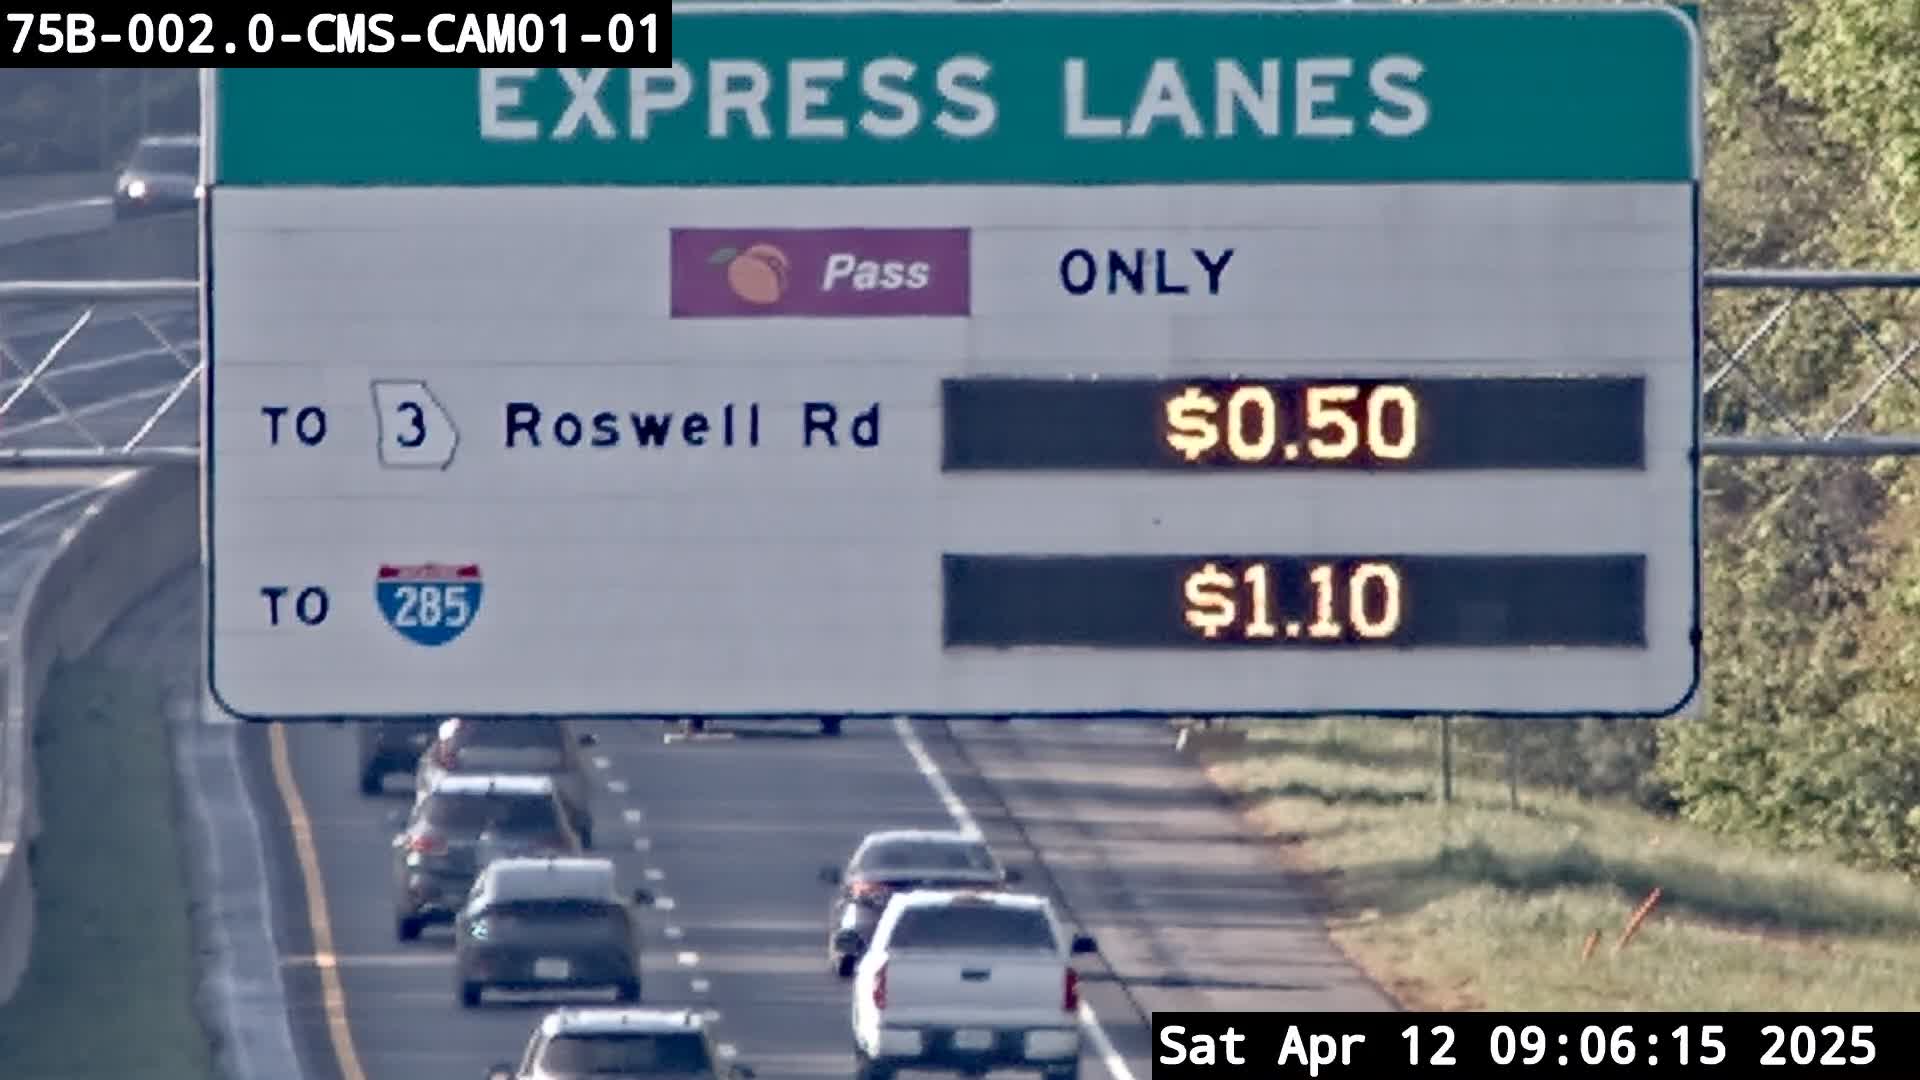 75B-002.0-CMS-CAM01-01
EXPRESS LANES
Pass ONLY
TO 3 Roswell Rd $0.50
TO 285 $1.10
Sat Apr 12 09:06:15 2025